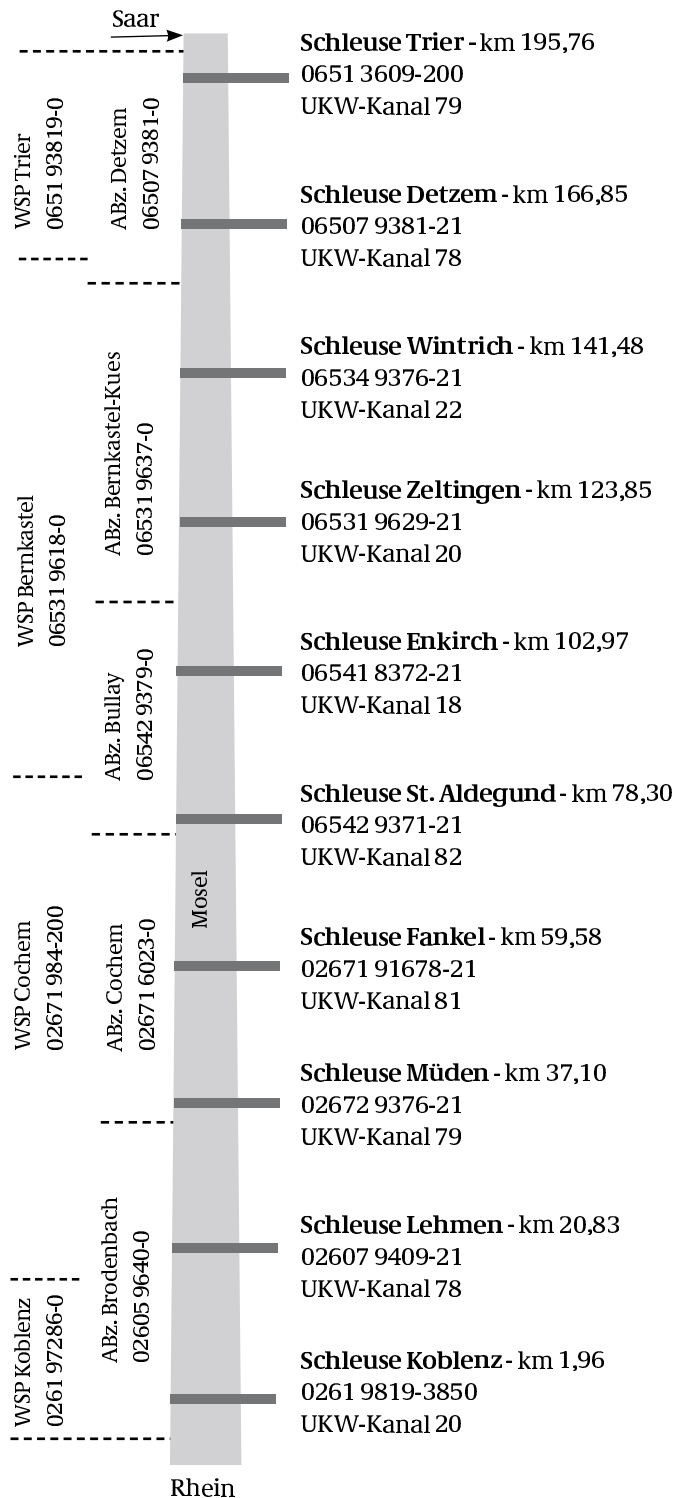 Saar
Schleuse Trier - km 195,76
0651 3609-200
UKW-Kanal 79
WSP Trier
0651 93819-0
ABz. Detzem
06507 9381-0
Schleuse Detzem - km 166,85
06507 9381-21
UKW-Kanal 78
Schleuse Wintrich - km 141,48
06534 9376-21
UKW-Kanal 22
WSP Bernkastel
06531 9618-0
ABz. Bernkastel-Kues
06531 9637-0
Schleuse Zeltingen - km 123,85
06531 9629-21
UKW-Kanal 20
Schleuse Enkirch - km 102,97
06541 8372-21
UKW-Kanal 18
ABz. Bullay
06542 9379-0
Schleuse St. Aldegund - km 78,30
06542 9371-21
UKW-Kanal 82
Mosel
WSP Cochem
02671 984-200
ABz. Cochem
02671 6023-0
Schleuse Fankel - km 59,58
02671 91678-21
UKW-Kanal 81
Schleuse Müden - km 37,10
02672 9376-21
UKW-Kanal 79
ABz. Brodenbach
02605 9640-0
Schleuse Lehmen - km 20,83
02607 9409-21
UKW-Kanal 78
WSP Koblenz
0261 97286-0
Schleuse Koblenz - km 1,96
0261 9819-3850
UKW-Kanal 20
Rhein